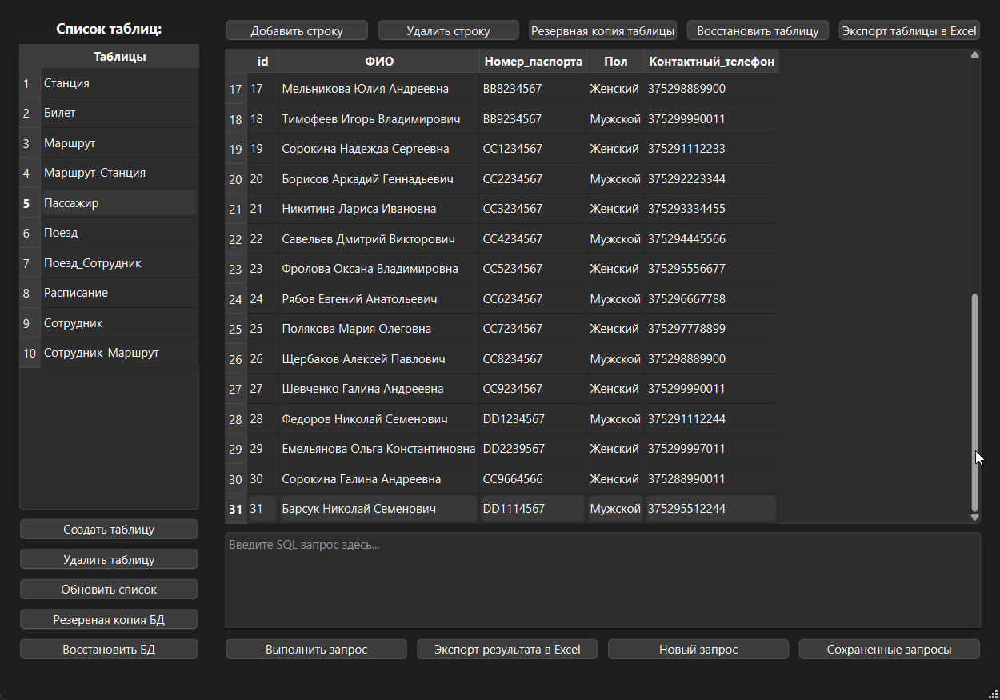 Список таблиц:
Таблицы
1 Станция
2 Билет
3 Маршрут
4 Маршрут_Станция
5 Пассажир
6 Поезд
7 Поезд_Сотрудник
8 Расписание
9 Сотрудник
10 Сотрудник_Маршрут
Создать таблицу
Удалить таблицу
Обновить список
Резервная копия БД
Восстановить БД
Добавить строку Удалить строку Резервная копия таблицы Восстановить таблицу Экспорт таблицы в Excel
id ФИО Номер_паспорта Пол Контактный_телефон
17 17 Мельникова Юлия Андреевна BB8234567 Женский 375298889900
18 18 Тимофеев Игорь Владимирович BB9234567 Мужской 375299990011
19 19 Сорокина Надежда Сергеевна CC1234567 Женский 375291112233
20 20 Борисов Аркадий Геннадьевич CC2234567 Мужской 375292223344
21 21 Никитина Лариса Ивановна CC3234567 Женский 375293334455
22 22 Савельев Дмитрий Викторович CC4234567 Мужской 375294445566
23 23 Фролова Оксана Владимировна CC5234567 Женский 375295556677
24 24 Рябов Евгений Анатольевич CC6234567 Мужской 375296667788
25 25 Полякова Мария Олеговна CC7234567 Женский 375297778899
26 26 Щербаков Алексей Павлович CC8234567 Мужской 375298889900
27 27 Шевченко Галина Андреевна CC9234567 Женский 375299990011
28 28 Федоров Николай Семенович DD1234567 Мужской 375291112244
29 29 Емельянова Ольга Константиновна DD2239567 Женский 375299997011
30 30 Сорокина Галина Андреевна CC9664566 Женский 375288990011
31 31 Барсук Николай Семенович DD1114567 Мужской 375295512244
Введите SQL запрос здесь...
Выполнить запрос Экспорт результата в Excel Новый запрос Сохраненные запросы